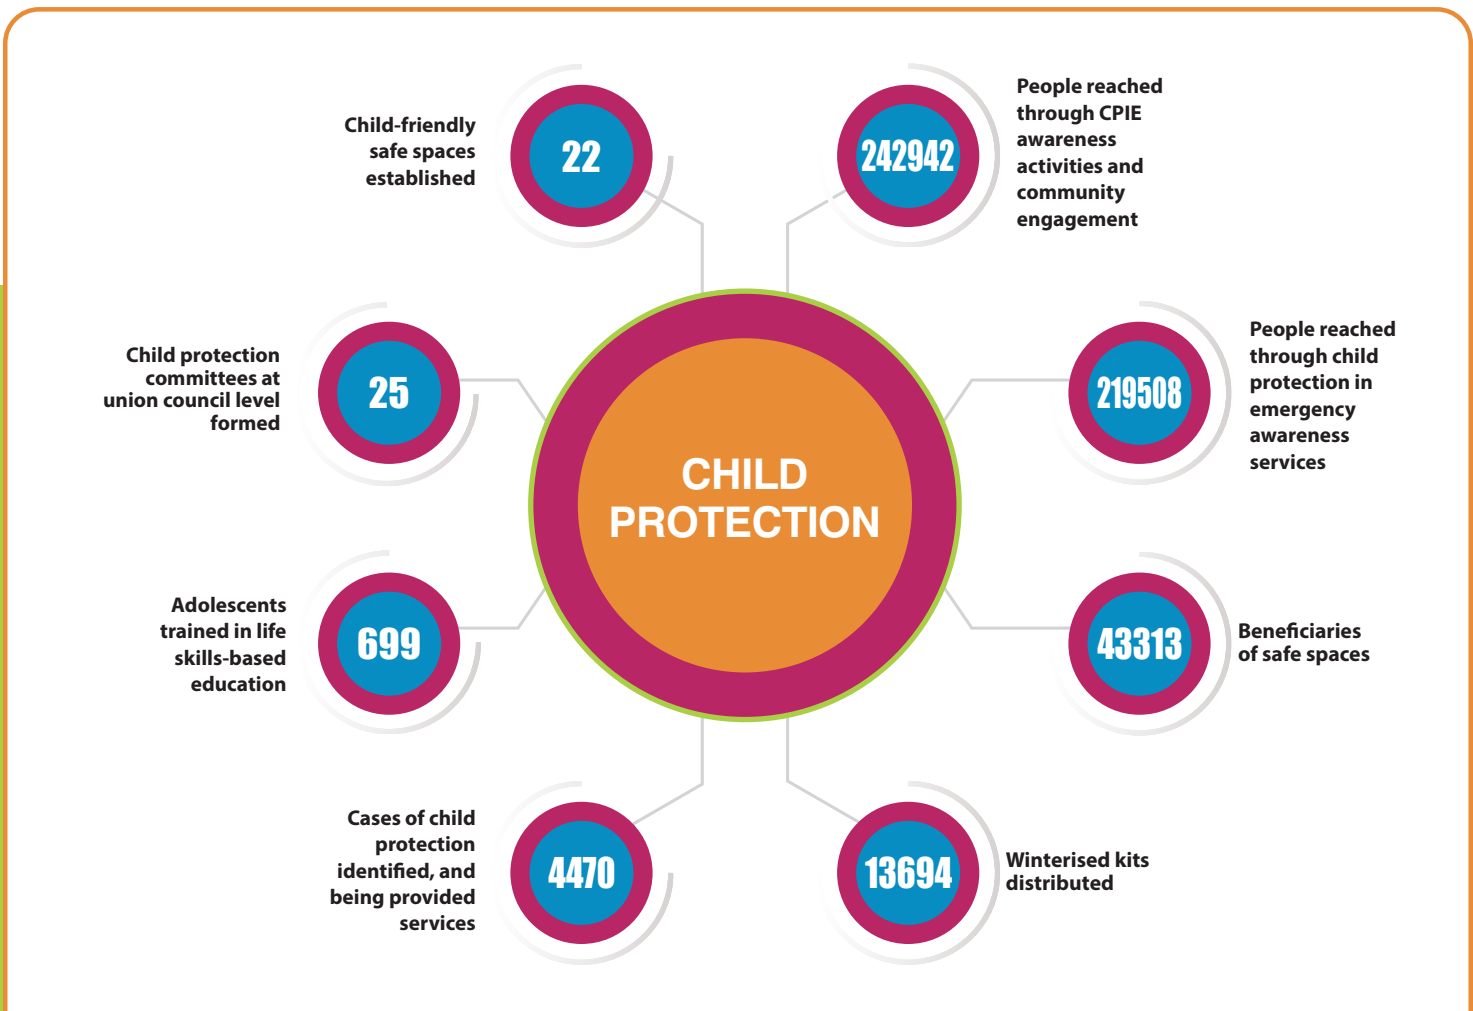 Child-friendly
safe spaces
established
22
242942
People reached
through CPIE
awareness
activities and
community
engagement
Child protection
committees at
union council level
formed
25
219508
People reached
through child
protection in
emergency
awareness
services
CHILD
PROTECTION
Adolescents
trained in life
skills-based
education
699
43313
Beneficiaries
of safe spaces
Cases of child
protection
identified, and
being provided
services
4470
13694
Winterised kits
distributed